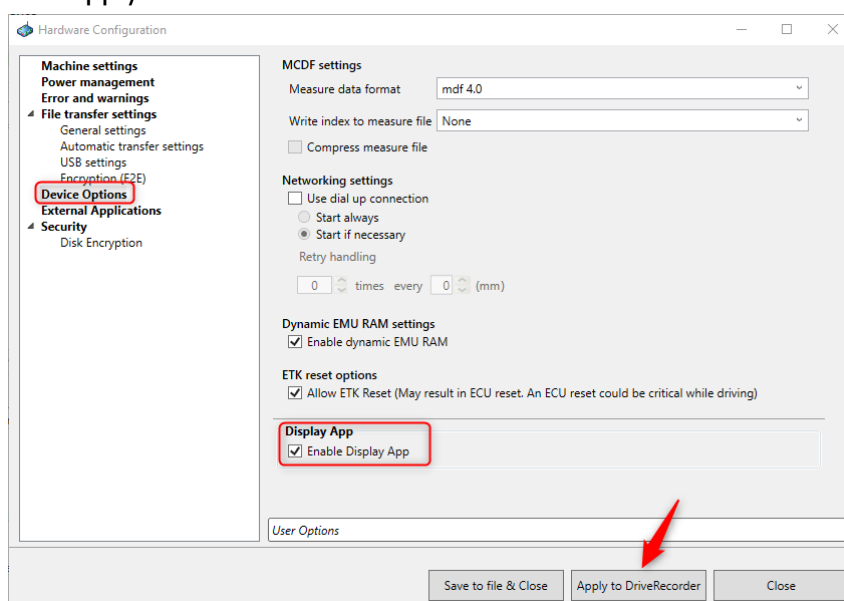 Hardware Configuration
Machine settings
Power management
Error and warnings
File transfer settings
General settings
Automatic transfer settings
USB settings
Encryption (E2E)
Device Options
External Applications
Security
Disk Encryption
MCDF settings
Measure data format mdf 4.0
Write index to measure file None
Compress measure file
Networking settings
Use dial up connection
Start always
Start if necessary
Retry handling
0 times every 0 (mm)
Dynamic EMU RAM settings
Enable dynamic EMU RAM
ETK reset options
Allow ETK Reset (May result in ECU reset. An ECU reset could be critical while driving)
Display App
Enable Display App
User Options
Save to file & Close Apply to DriveRecorder Close